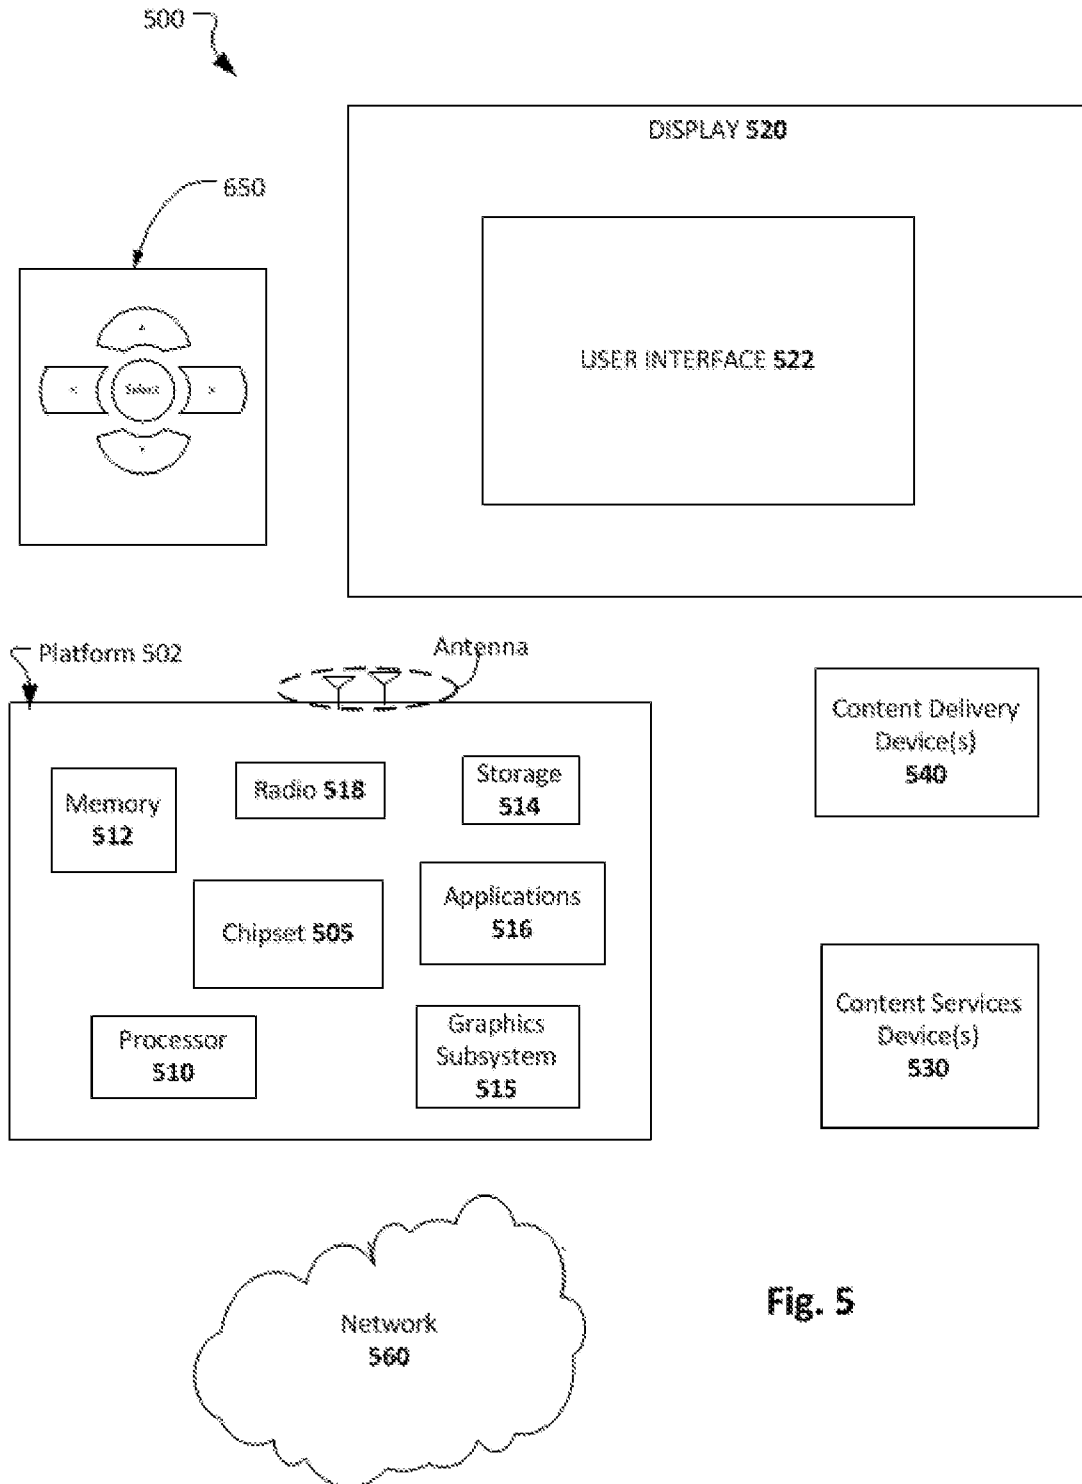 500
DISPLAY 520
650
USER INTERFACE 522
Select
Platform 502
Antenna
Content Delivery
Device(s)
540
Memory
512
Radio 518
Storage
514
Chipset 505
Applications
516
Content Services
Device(s)
530
Processor
510
Graphics
Subsystem
515
Network
560
Fig. 5